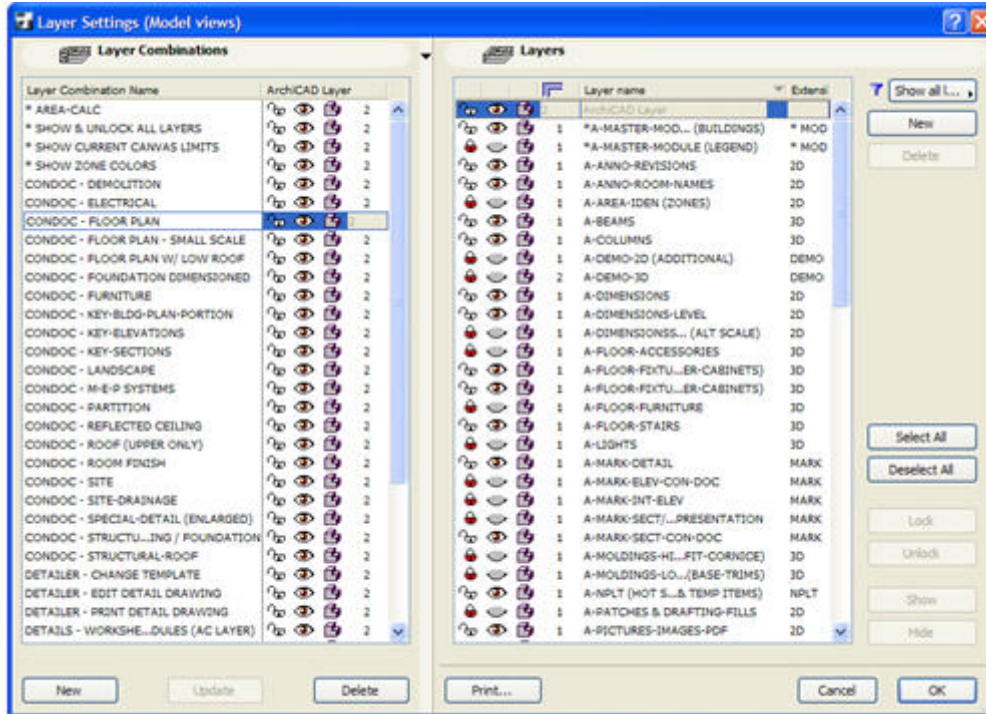 Layer Settings (Model views)
Layer Combinations
Layer Combination Name ArchiCAD Layer
* AREA-CALC 2
* SHOW & UNLOCK ALL LAYERS 2
* SHOW CURRENT CANVAS LIMITS 2
* SHOW ZONE COLORS 2
CONDOC - DEMOLITION 2
CONDOC - ELECTRICAL 2
CONDOC - FLOOR PLAN 2
CONDOC - FLOOR PLAN - SMALL SCALE 2
CONDOC - FLOOR PLAN W/ LOW ROOF 2
CONDOC - FOUNDATION DIMENSIONED 2
CONDOC - FURNITURE 2
CONDOC - KEY-BLDG-PLAN-PORTION 2
CONDOC - KEY-ELEVATIONS 2
CONDOC - KEY-SECTIONS 2
CONDOC - LANDSCAPE 2
CONDOC - M-E-P SYSTEMS 2
CONDOC - PARTITION 2
CONDOC - REFLECTED CEILING 2
CONDOC - ROOF (UPPER ONLY) 2
CONDOC - ROOM FINISH 2
CONDOC - SITE 2
CONDOC - SITE-DRAINAGE 2
CONDOC - SPECIAL-DETAIL (ENLARGED) 2
CONDOC - STRUCTU...ING / FOUNDATION 2
CONDOC - STRUCTURAL-ROOF 2
DETAILER - CHANGE TEMPLATE 2
DETAILER - EDIT DETAIL DRAWING 2
DETAILER - PRINT DETAIL DRAWING 2
DETAILS - WORKSHE...DULES (AC LAYER) 2
New Update Delete
Layers
Layer name Extensi
2 ArchiCAD Layer
1 *A-MASTER-MOD... (BUILDINGS) * MOD
1 *A-MASTER-MODULE (LEGEND) * MOD
1 A-ANNO-REVISIONS 2D
1 A-ANNO-ROOM-NAMES 2D
1 A-AREA-IDEN (ZONES) 2D
1 A-BEAMS 3D
1 A-COLUMNS 3D
1 A-DEMO-2D (ADDITIONAL) DEMO
2 A-DEMO-3D DEMO
1 A-DIMENSIONS 2D
1 A-DIMENSIONS-LEVEL 2D
1 A-DIMENSIONSS... (ALT SCALE) 2D
1 A-FLOOR-ACCESSORIES 3D
1 A-FLOOR-FIXTU...ER-CABINETS) 3D
1 A-FLOOR-FIXTU...ER-CABINETS) 3D
1 A-FLOOR-FURNITURE 3D
1 A-FLOOR-STAIRS 3D
1 A-LIGHTS 3D
1 A-MARK-DETAIL MARK
1 A-MARK-ELEV-CON-DOC MARK
1 A-MARK-INT-ELEV MARK
1 A-MARK-SECT/...PRESENTATION MARK
1 A-MARK-SECT-CON-DOC MARK
1 A-MOLDINGS-HI...FIT-CORNICE) 3D
1 A-MOLDINGS-LO...(BASE-TRIMS) 3D
1 A-NPLT (HOT S...& TEMP ITEMS) NPLT
1 A-PATCHES & DRAFTING-FILLS 2D
1 A-PICTURES-IMAGES-PDF 2D
Show all l...
New
Delete
Select All
Deselect All
Lock
Unlock
Show
Hide
Print... Cancel OK